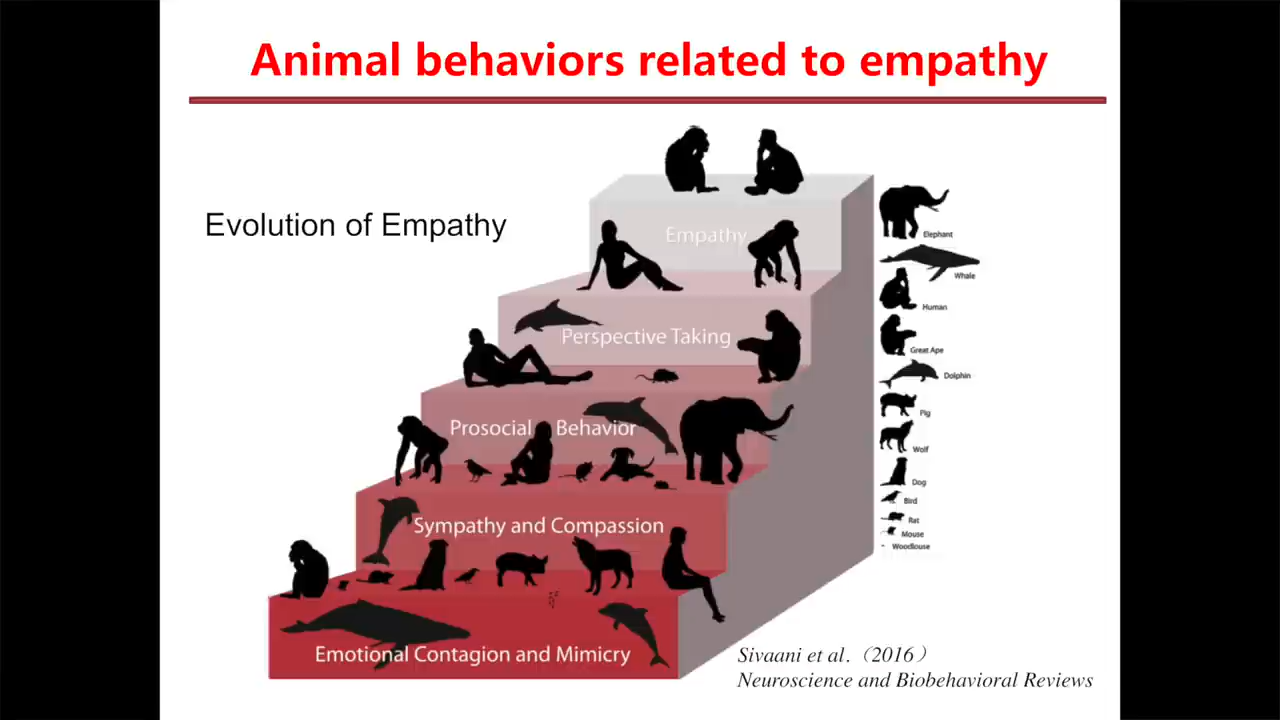 Animal behaviors related to empathy
Evolution of Empathy
Empathy
Perspective Taking
Prosocial Behavior
Sympathy and Compassion
Emotional Contagion and Mimicry
Elephant
Whale
Human
Great Ape
Dolphin
Pig
Wolf
Dog
Bird
Rat
Mouse
Woodlouse
Sivaani et al.（2016）
Neuroscience and Biobehavioral Reviews